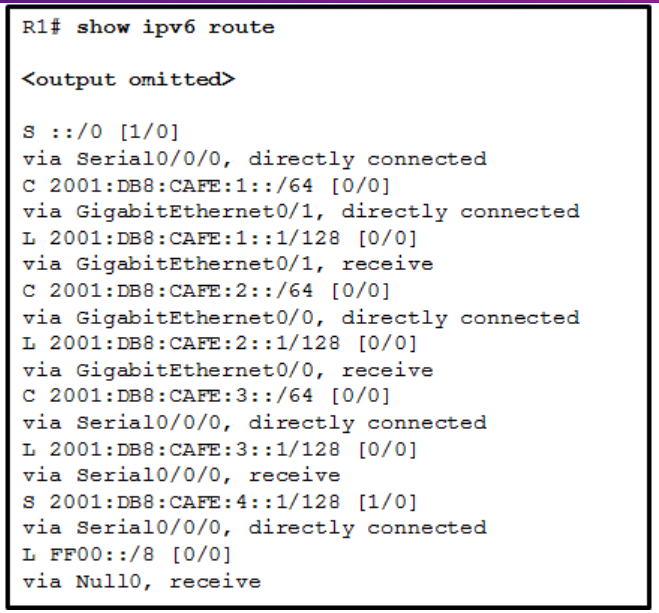 R1# show ipv6 route
<output omitted>
S ::/0 [1/0]
via Serial0/0/0, directly connected
C 2001:DB8:CAFE:1::/64 [0/0]
via GigabitEthernet0/1, directly connected
L 2001:DB8:CAFE:1::1/128 [0/0]
via GigabitEthernet0/1, receive
C 2001:DB8:CAFE:2::/64 [0/0]
via GigabitEthernet0/0, directly connected
L 2001:DB8:CAFE:2::1/128 [0/0]
via GigabitEthernet0/0, receive
C 2001:DB8:CAFE:3::/64 [0/0]
via Serial0/0/0, directly connected
L 2001:DB8:CAFE:3::1/128 [0/0]
via Serial0/0/0, receive
S 2001:DB8:CAFE:4::1/128 [1/0]
via Serial0/0/0, directly connected
L FF00::/8 [0/0]
via Null0, receive